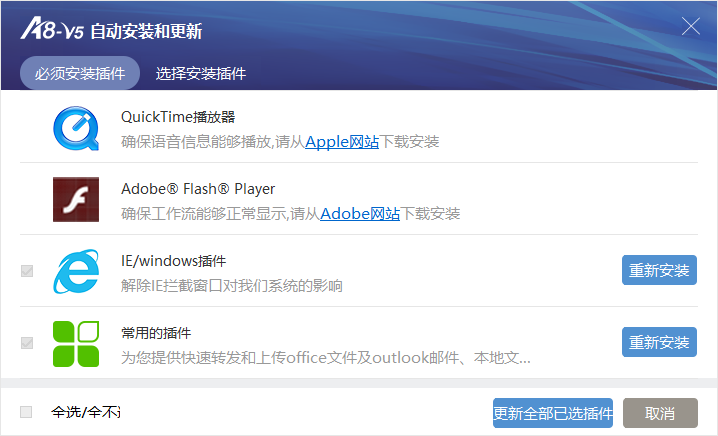 A8-V5 自动安装和更新
必须安装插件 选择安装插件
QuickTime播放器
确保语音信息能够播放,请从Apple网站下载安装
Adobe® Flash® Player
确保工作流能够正常显示,请从Adobe网站下载安装
IE/windows插件
解除IE拦截窗口对我们系统的影响
重新安装
常用的插件
为您提供快速转发和上传office文件及outlook邮件、本地文...
重新安装
全选/全不
更新全部已选插件 取消